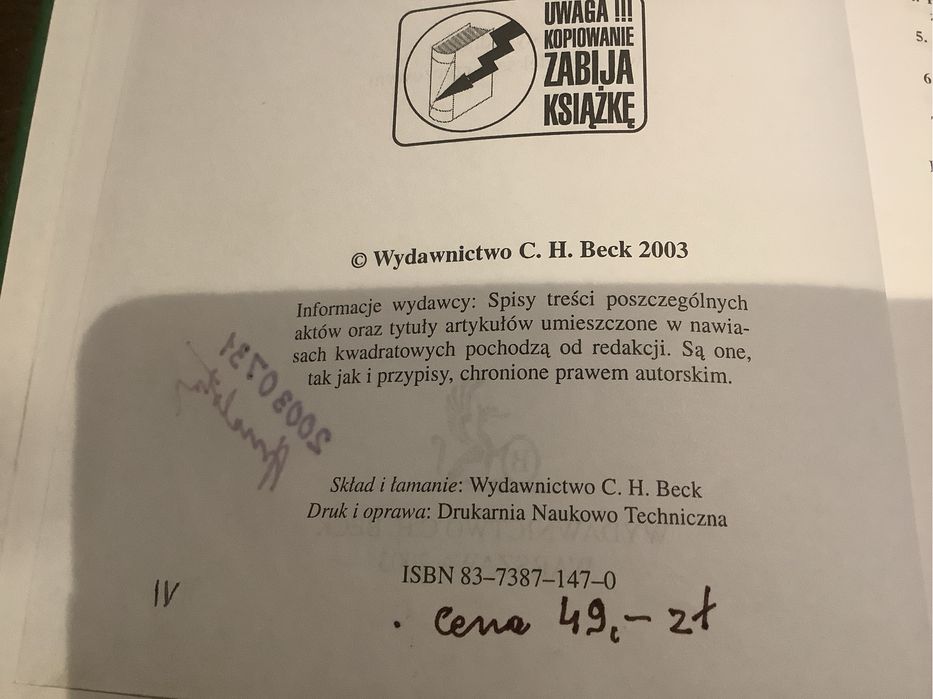 UWAGA !!!
KOPIOWANIE
ZABIJA
KSIĄŻKĘ
© Wydawnictwo C. H. Beck 2003
Informacje wydawcy: Spisy treści poszczególnych
aktów oraz tytuły artykułów umieszczone w nawia-
sach kwadratowych pochodzą od redakcji. Są one,
tak jak i przypisy, chronione prawem autorskim.
20030731
Skład i łamanie: Wydawnictwo C. H. Beck
Druk i oprawa: Drukarnia Naukowo Techniczna
ISBN 83–7387–147–0
IV
cena 49,– zł
5.
6